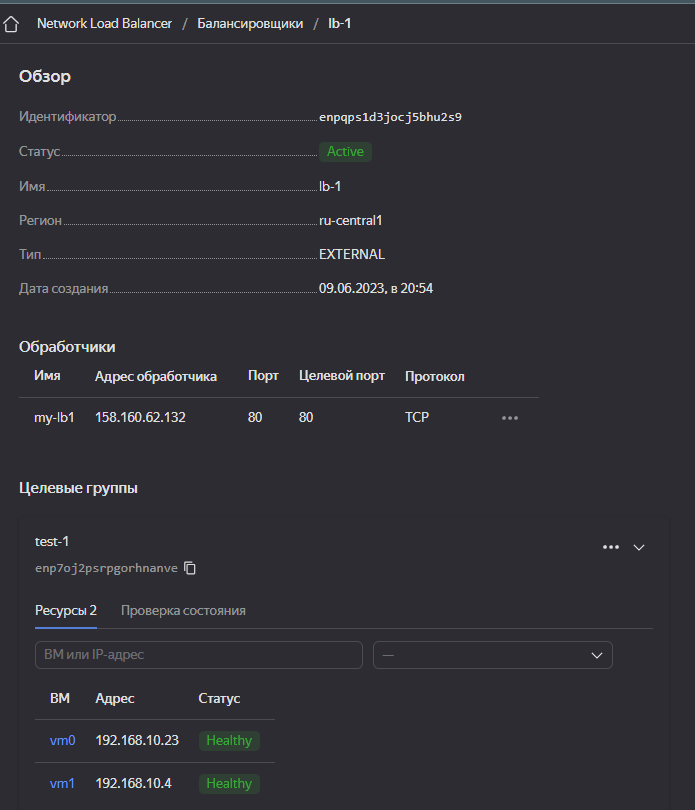 Network Load Balancer / Балансировщики / lb-1
Обзор
Идентификатор enpqps1d3jocj5bhu2s9
Статус Active
Имя lb-1
Регион ru-central1
Тип EXTERNAL
Дата создания 09.06.2023, в 20:54
Обработчики
Имя Адрес обработчика Порт Целевой порт Протокол
my-lb1 158.160.62.132 80 80 TCP
Целевые группы
test-1
enp7oj2psrpgorhnanve
Ресурсы 2 Проверка состояния
ВМ или IP-адрес —
ВМ Адрес Статус
vm0 192.168.10.23 Healthy
vm1 192.168.10.4 Healthy